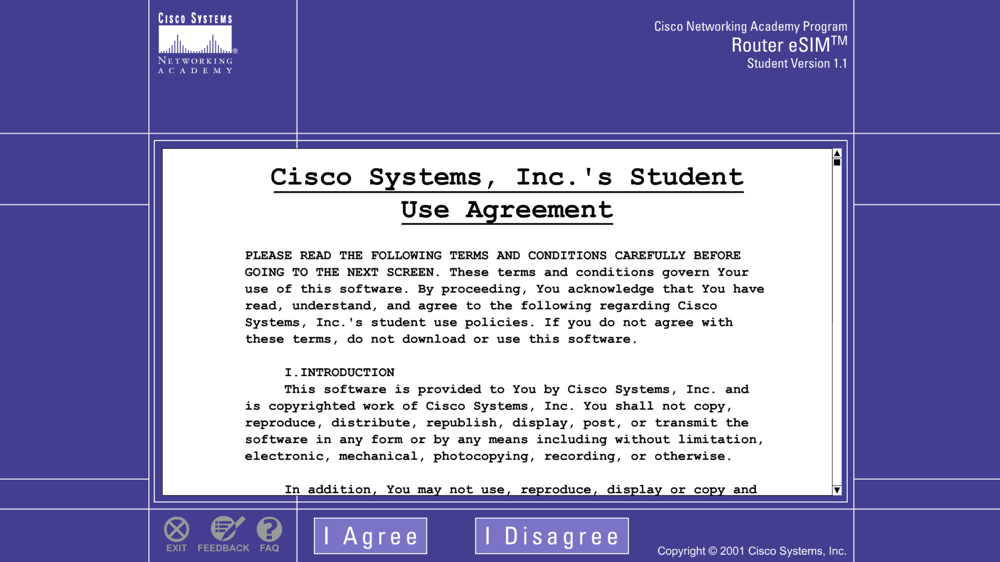 CISCO SYSTEMS
®
NETWORKING
ACADEMY
Cisco Networking Academy Program
Router eSIM™
Student Version 1.1
Cisco Systems, Inc.'s Student
Use Agreement
PLEASE READ THE FOLLOWING TERMS AND CONDITIONS CAREFULLY BEFORE
GOING TO THE NEXT SCREEN. These terms and conditions govern Your
use of this software. By proceeding, You acknowledge that You have
read, understand, and agree to the following regarding Cisco
Systems, Inc.'s student use policies. If you do not agree with
these terms, do not download or use this software.
I.INTRODUCTION
This software is provided to You by Cisco Systems, Inc. and
is copyrighted work of Cisco Systems, Inc. You shall not copy,
reproduce, distribute, republish, display, post, or transmit the
software in any form or by any means including without limitation,
electronic, mechanical, photocopying, recording, or otherwise.
In addition, You may not use, reproduce, display or copy and
EXIT FEEDBACK FAQ
I Agree
I Disagree
Copyright © 2001 Cisco Systems, Inc.